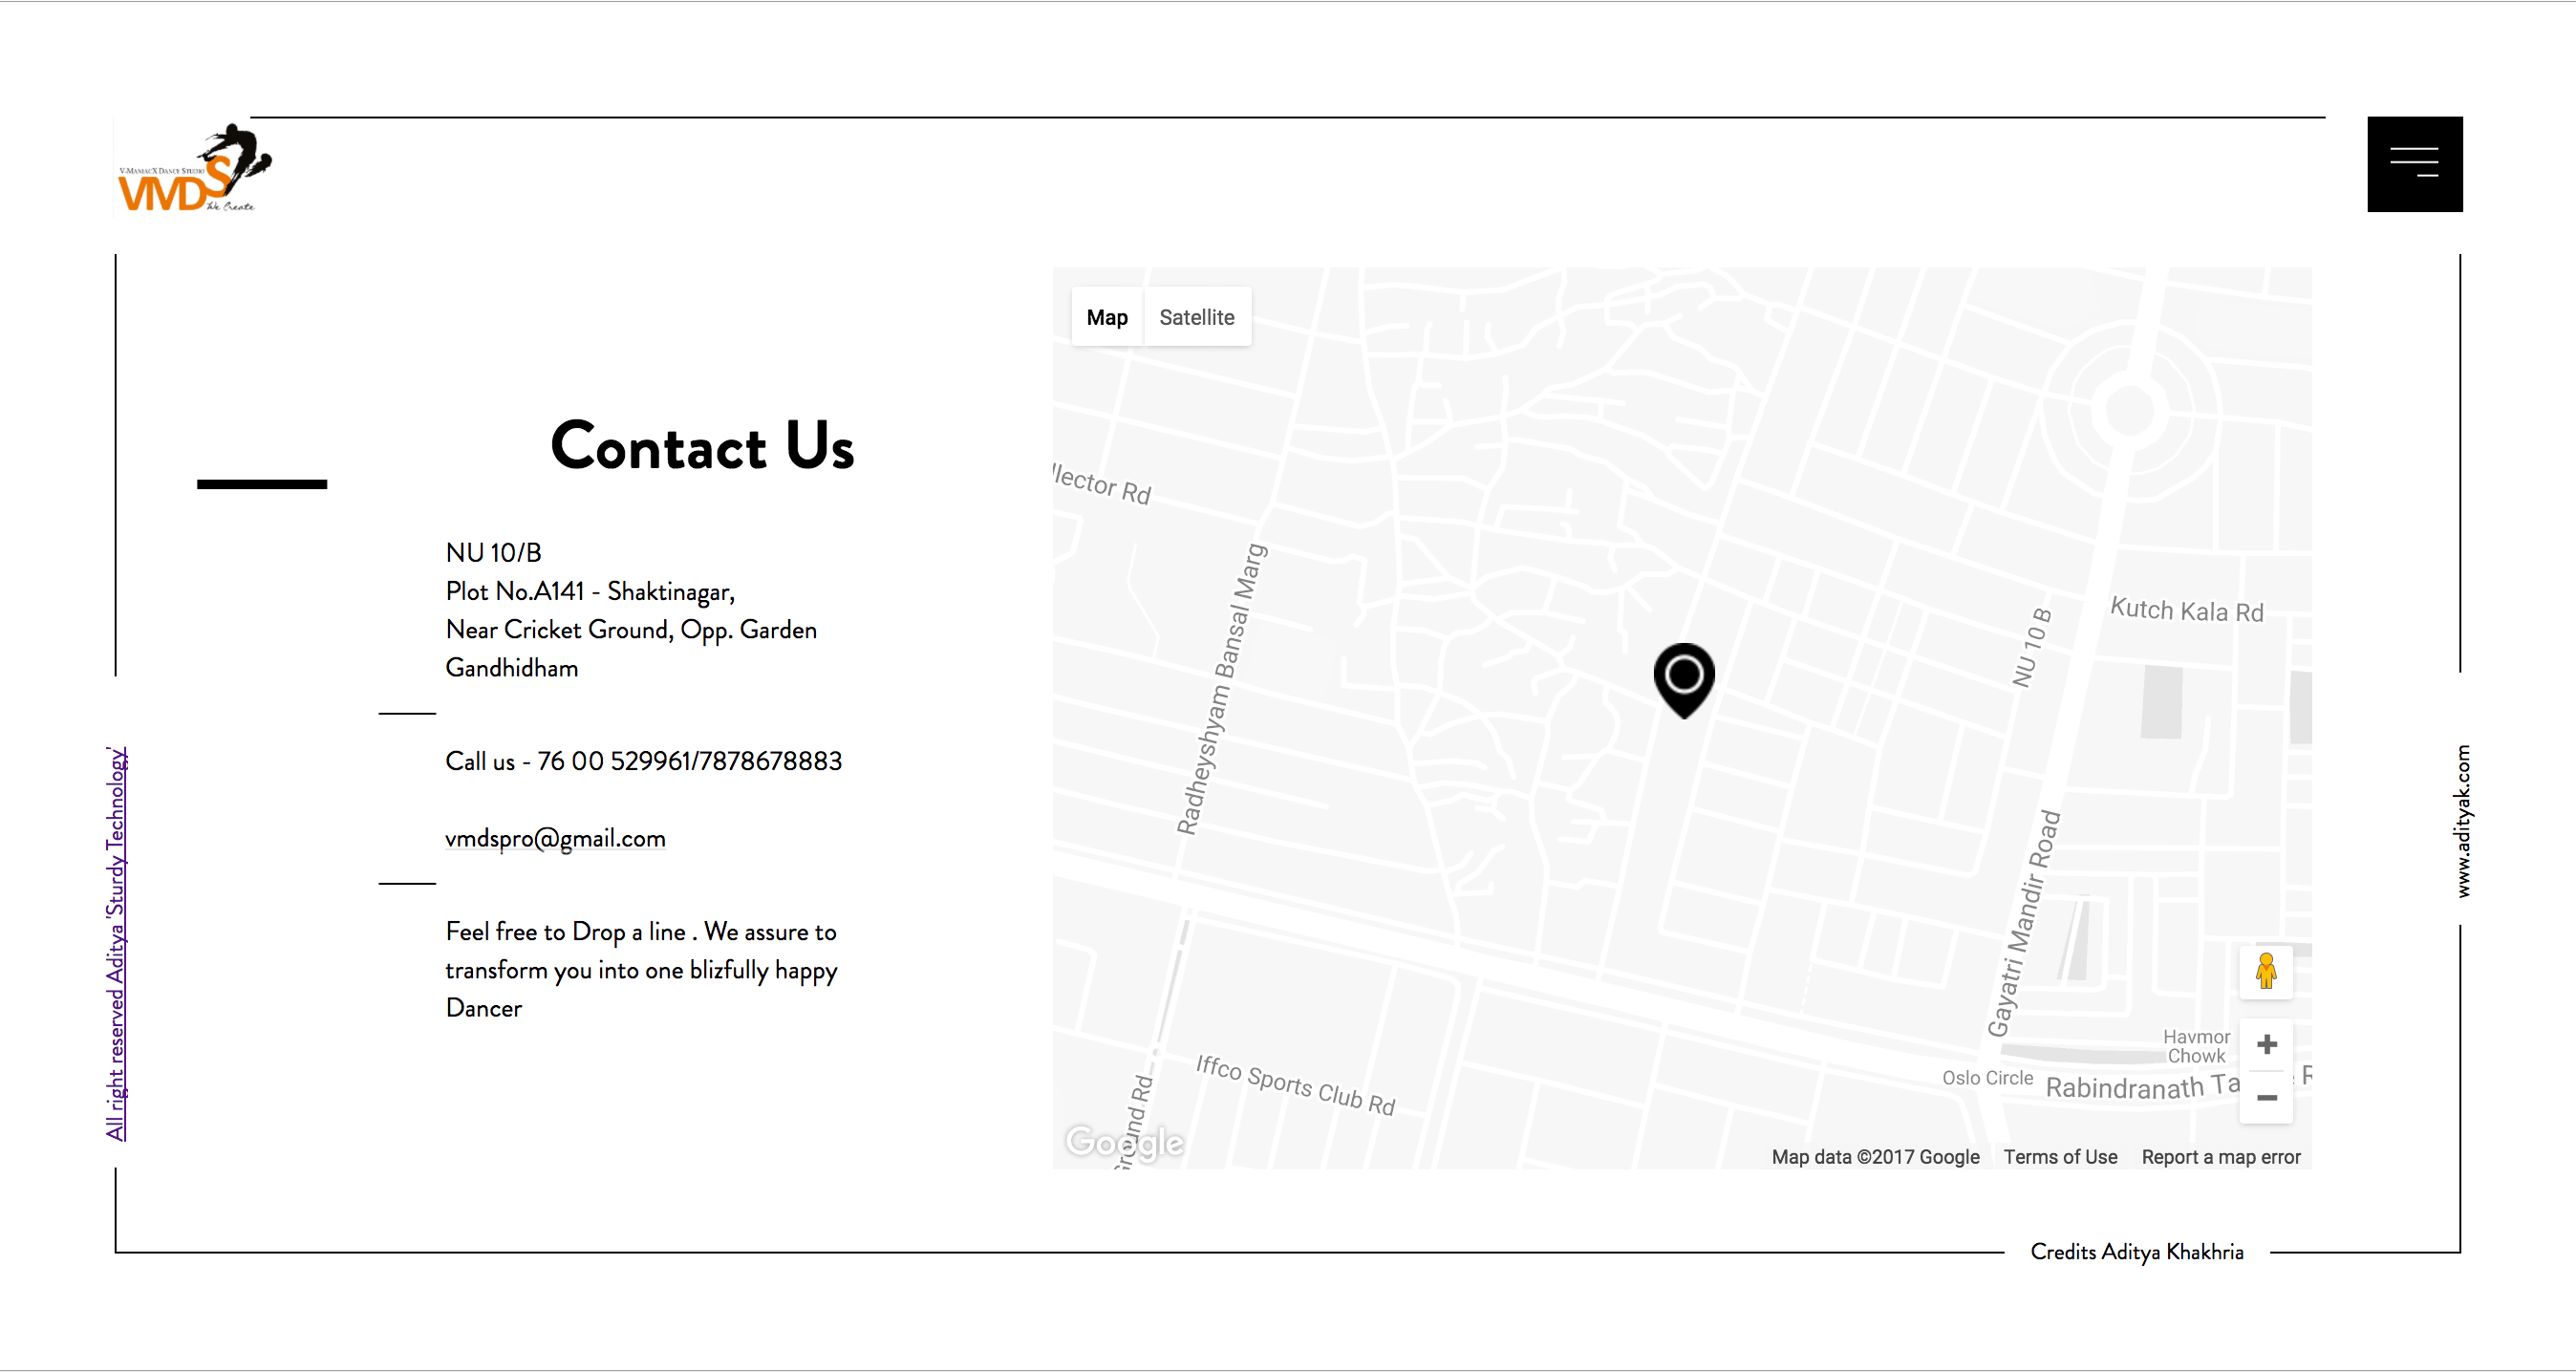 V-ManiacX Dance Studio
VMDS
We Create
Contact Us
NU 10/B
Plot No.A141 - Shaktinagar,
Near Cricket Ground, Opp. Garden
Gandhidham
Call us - 76 00 529961/7878678883
vmdspro@gmail.com
Feel free to Drop a line . We assure to
transform you into one blizfully happy
Dancer
All right reserved Aditya 'Sturdy Technology'
Map
Satellite
llector Rd
Radheyshyam Bansal Marg
NU 10 B
Kutch Kala Rd
Gayatri Mandir Road
Havmor
Chowk
Oslo Circle
Rabindranath Ta
Iffco Sports Club Rd
Ground Rd
Google
Map data ©2017 Google
Terms of Use
Report a map error
www.adityak.com
Credits Aditya Khakhria